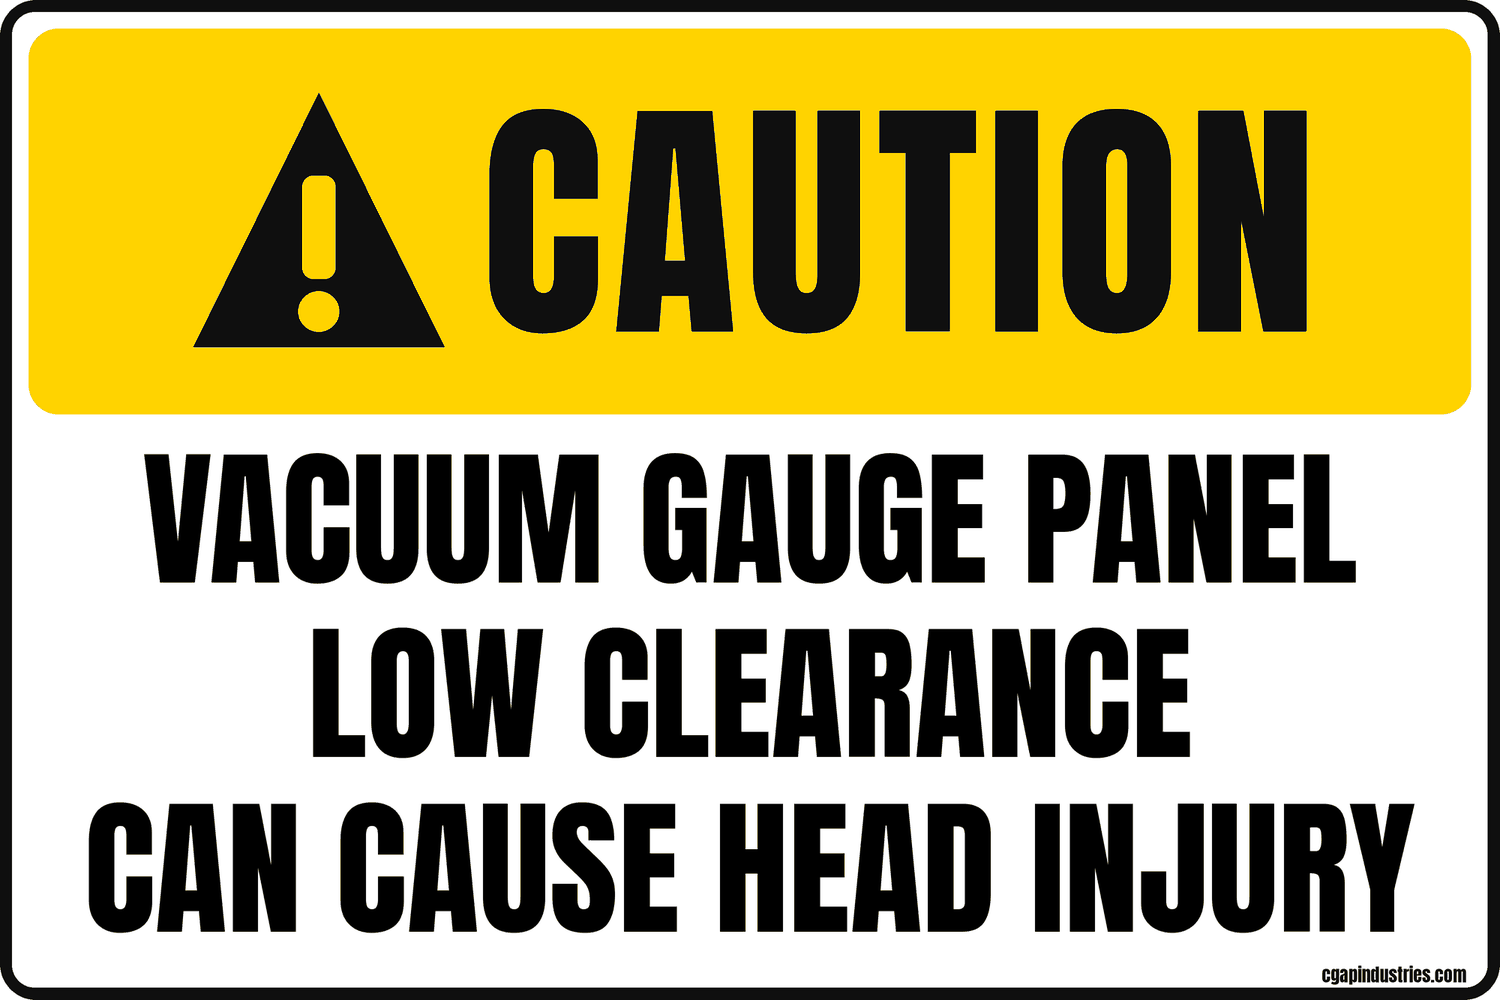 CAUTION
VACUUM GAUGE PANEL
LOW CLEARANCE
CAN CAUSE HEAD INJURY
cgapindustries.com